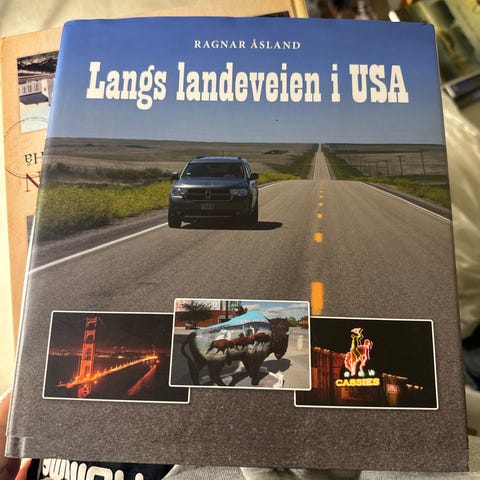 RAGNAR ÅSLAND
Langs landeveien i USA
CASSIES